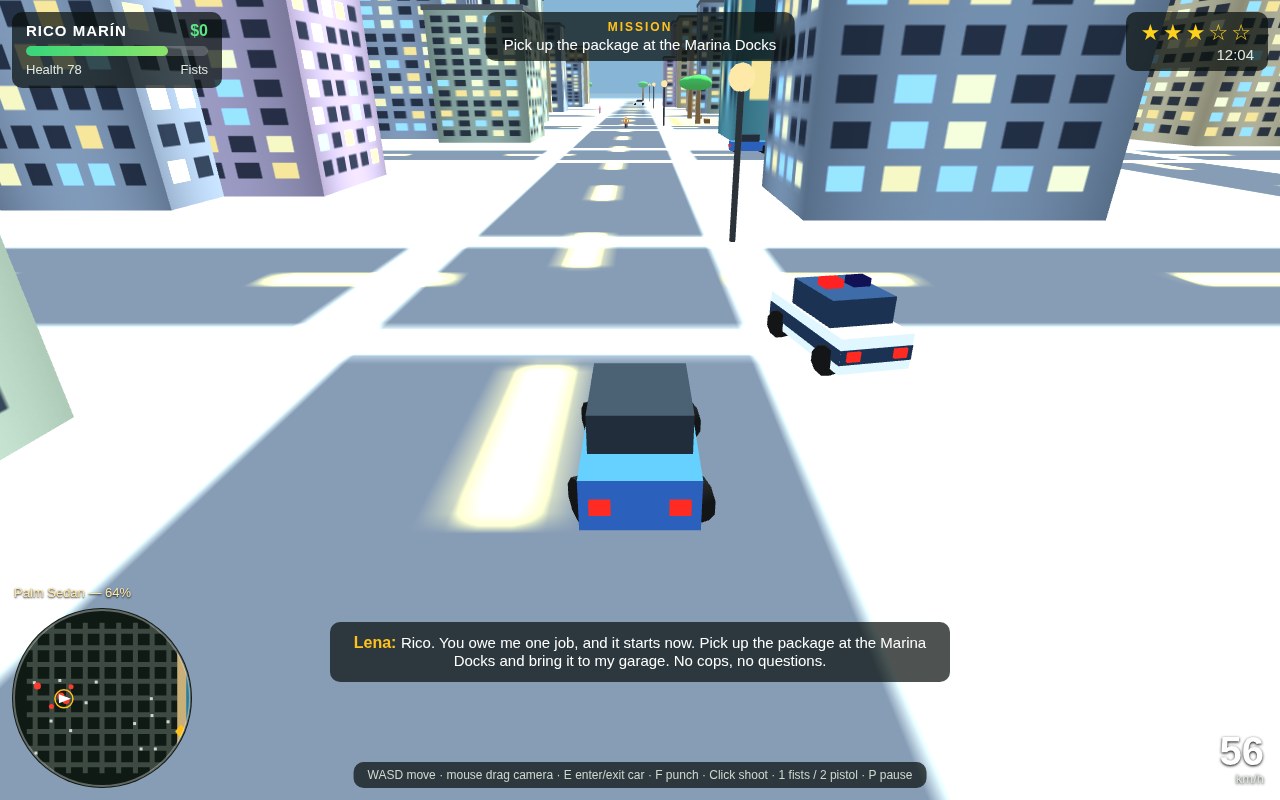 RICO MARÍN $0
Health 78 Fists
MISSION
Pick up the package at the Marina Docks
★★★☆☆
12:04
Palm Sedan — 64%
Lena: Rico. You owe me one job, and it starts now. Pick up the package at the Marina
Docks and bring it to my garage. No cops, no questions.
WASD move · mouse drag camera · E enter/exit car · F punch · Click shoot · 1 fists / 2 pistol · P pause
56
km/h